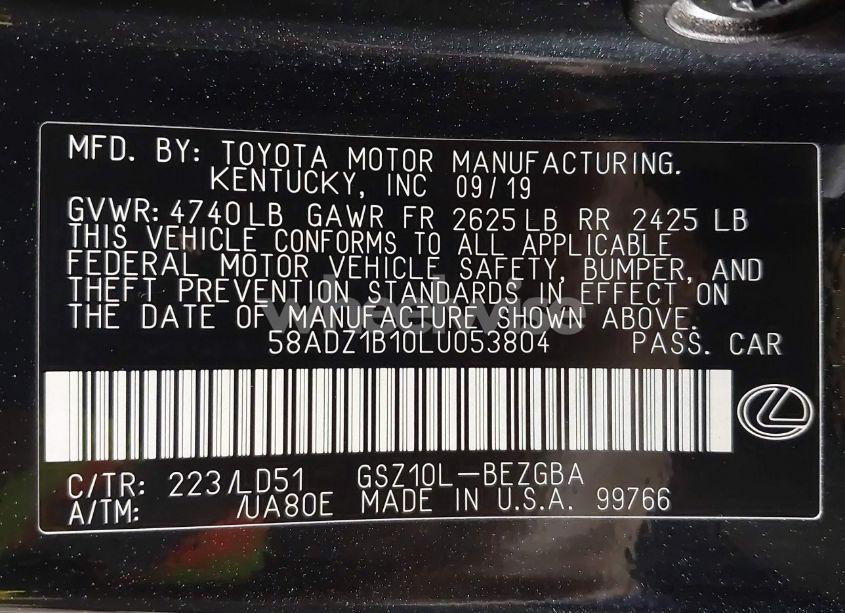 MFD. BY: TOYOTA MOTOR MANUFACTURING.
KENTUCKY, INC 09/19
GVWR: 4740LB GAWR FR 2625LB RR 2425 LB
THIS VEHICLE CONFORMS TO ALL APPLICABLE
FEDERAL MOTOR VEHICLE SAFETY, BUMPER, AND
THEFT PREVENTION STANDARDS IN EFFECT ON
THE DATE OF MANUFACTURE SHOWN ABOVE.
wheelwise
58ADZ1B10LU053804 PASS. CAR
C/TR: 223/LD51 GSZ10L-BEZGBA
A/TM: /UA80E MADE IN U.S.A. 99766